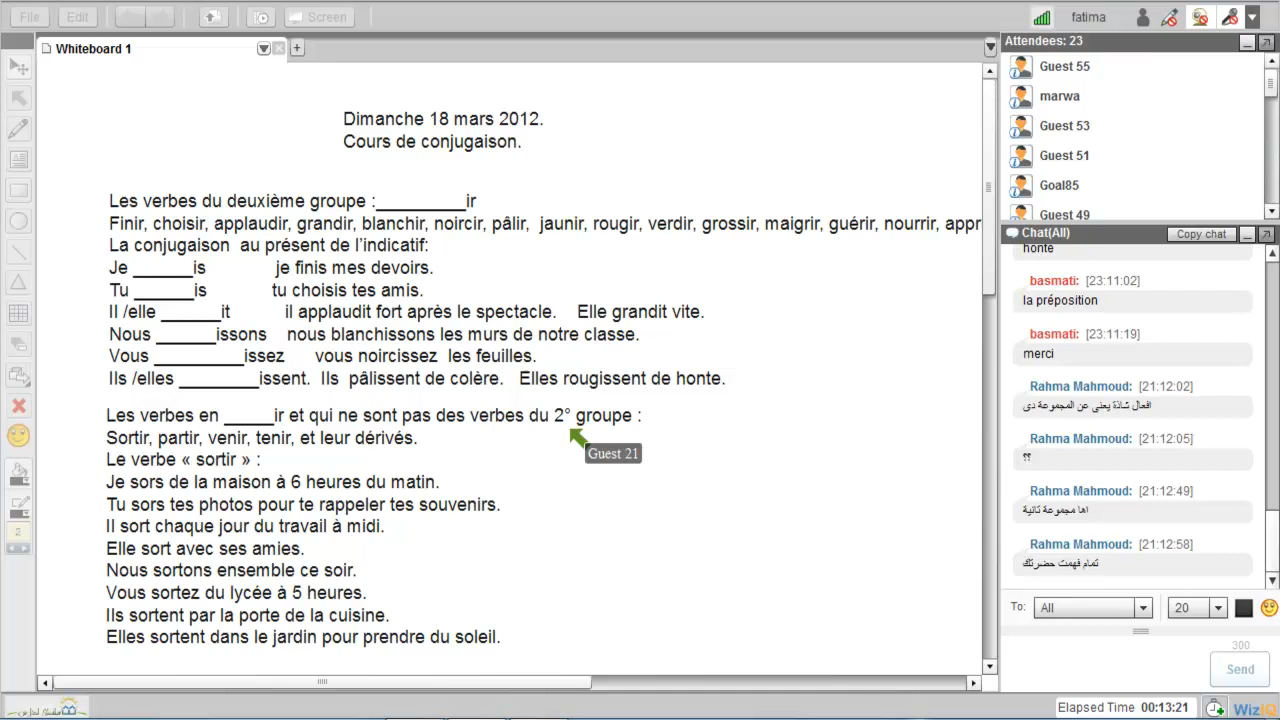 File
Edit
Screen
fatima
Whiteboard 1
Dimanche 18 mars 2012.
Cours de conjugaison.
Les verbes du deuxième groupe :__________ir
Finir, choisir, applaudir, grandir, blanchir, noircir, pâlir, jaunir, rougir, verdir, grossir, maigrir, guérir, nourrir, appr
La conjugaison au présent de l’indicatif:
Je _______is je finis mes devoirs.
Tu _______is tu choisis tes amis.
Il /elle _______it il applaudit fort après le spectacle. Elle grandit vite.
Nous _______issons nous blanchissons les murs de notre classe.
Vous __________issez vous noircissez les feuilles.
Ils /elles _________issent. Ils pâlissent de colère. Elles rougissent de honte.
Les verbes en _____ir et qui ne sont pas des verbes du 2° groupe :
Guest 21
Sortir, partir, venir, tenir, et leur dérivés.
Le verbe « sortir » :
Je sors de la maison à 6 heures du matin.
Tu sors tes photos pour te rappeler tes souvenirs.
Il sort chaque jour du travail à midi.
Elle sort avec ses amies.
Nous sortons ensemble ce soir.
Vous sortez du lycée à 5 heures.
Ils sortent par la porte de la cuisine.
Elles sortent dans le jardin pour prendre du soleil.
2
Attendees: 23
Guest 55
marwa
Guest 53
Guest 51
Goal85
Guest 49
Chat(All)
Copy chat
honte
basmati: [23:11:02]
la préposition
basmati: [23:11:19]
merci
Rahma Mahmoud: [21:12:02]
افعال شاذة يعنى عن المجموعة دى
Rahma Mahmoud: [21:12:05]
؟؟
Rahma Mahmoud: [21:12:49]
اها مجموعة تانية
Rahma Mahmoud: [21:12:58]
تمام فهمت حضرتك
To: All 20
300
Send
Elapsed Time 00:13:21
WizIQ